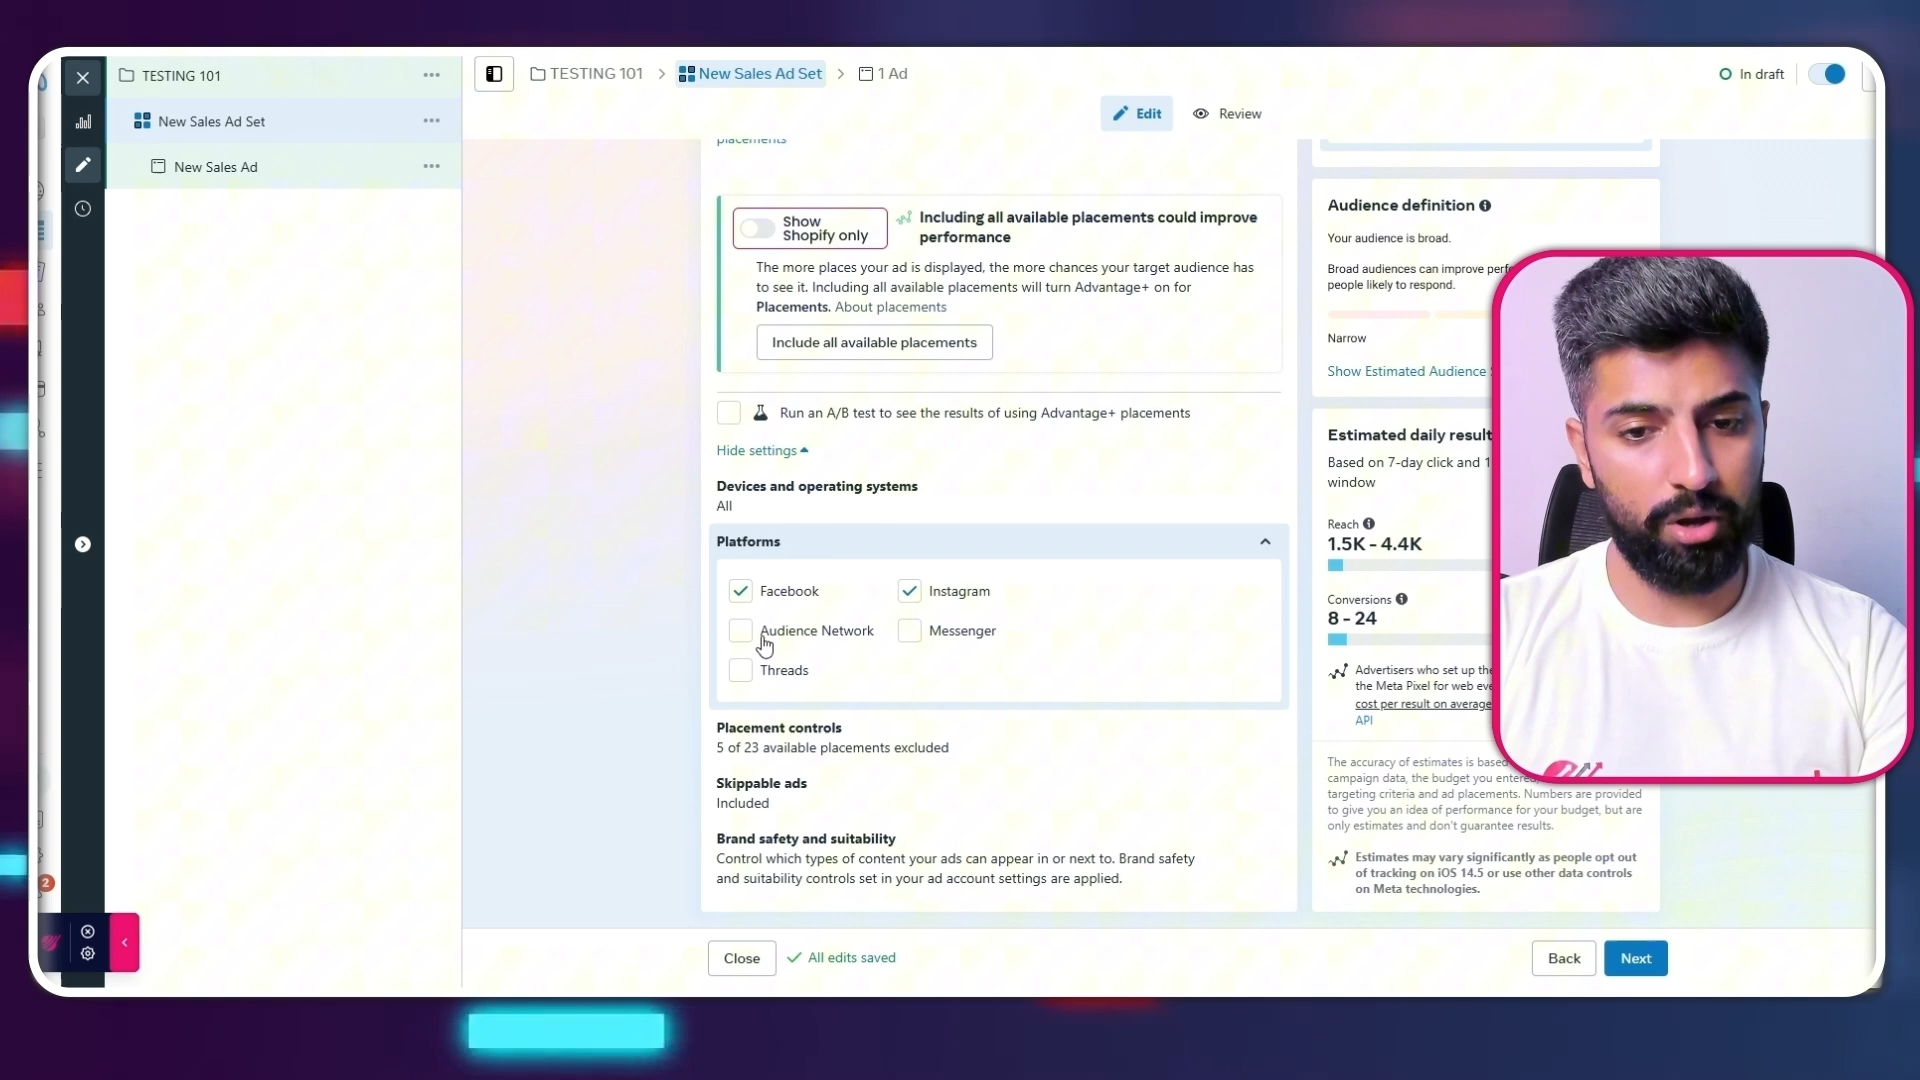 TESTING 101
New Sales Ad Set
New Sales Ad
TESTING 101
New Sales Ad Set
1 Ad
In draft
Edit
Review
placements
Show
Shopify only
Including all available placements could improve
performance
The more places your ad is displayed, the more chances your target audience has
to see it. Including all available placements will turn Advantage+ on for
Placements. About placements
Include all available placements
Run an A/B test to see the results of using Advantage+ placements
Hide settings
Devices and operating systems
All
Platforms
Facebook
Instagram
Audience Network
Messenger
Threads
Placement controls
5 of 23 available placements excluded
Skippable ads
Included
Brand safety and suitability
Control which types of content your ads can appear in or next to. Brand safety
and suitability controls set in your ad account settings are applied.
Audience definition
Your audience is broad.
Broad audiences can improve
people likely to respond.
Narrow
Show Estimated Audience
Estimated daily
Based on 7-day click and 1
window
Reach
1.5K - 4.4K
Conversions
8 - 24
Advertisers who set up
the Meta Pixel for web
cost per result on average
API
The accuracy of estimates is based
campaign data, the budget you entered,
targeting criteria and ad placements. Numbers are provided
to give you an idea of performance for your budget, but are
only estimates and don't guarantee results.
Estimates may vary significantly as people opt out
of tracking on iOS 14.5 or use other data controls
on Meta technologies.
2
Close
All edits saved
Back
Next